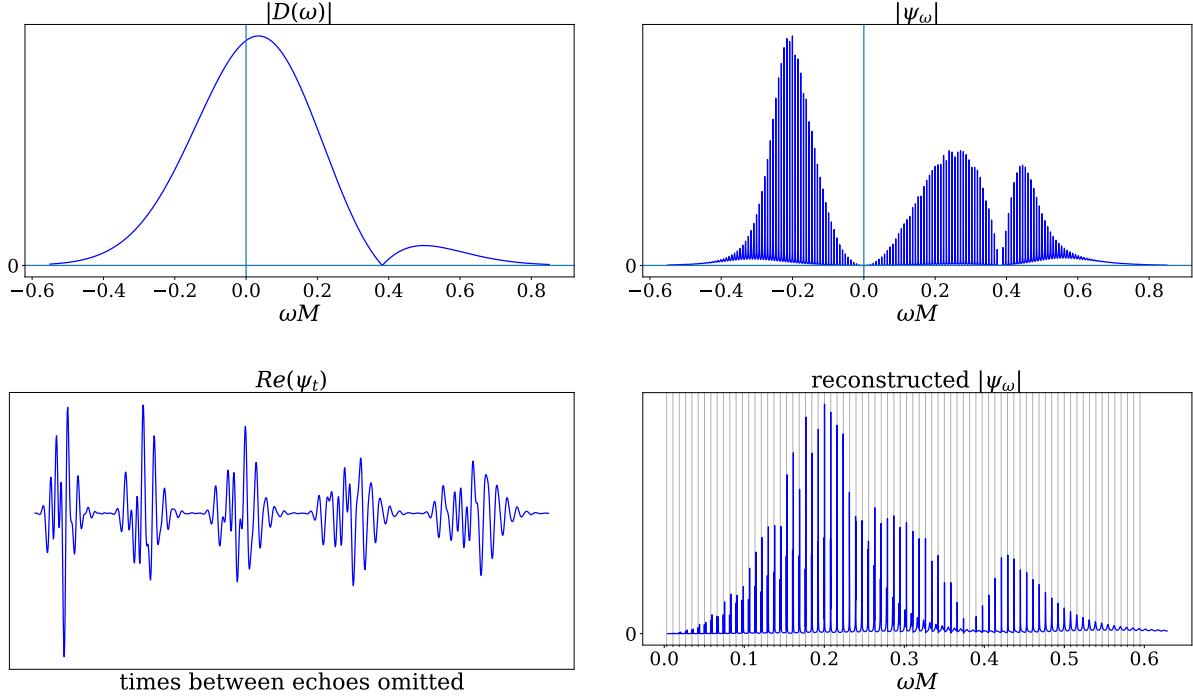 |D(ω)|
0
−0.6 −0.4 −0.2 0.0 0.2 0.4 0.6 0.8
ωM
|ψω|
0
−0.6 −0.4 −0.2 0.0 0.2 0.4 0.6 0.8
ωM
Re(ψt)
times between echoes omitted
reconstructed |ψω|
0
0.0 0.1 0.2 0.3 0.4 0.5 0.6
ωM